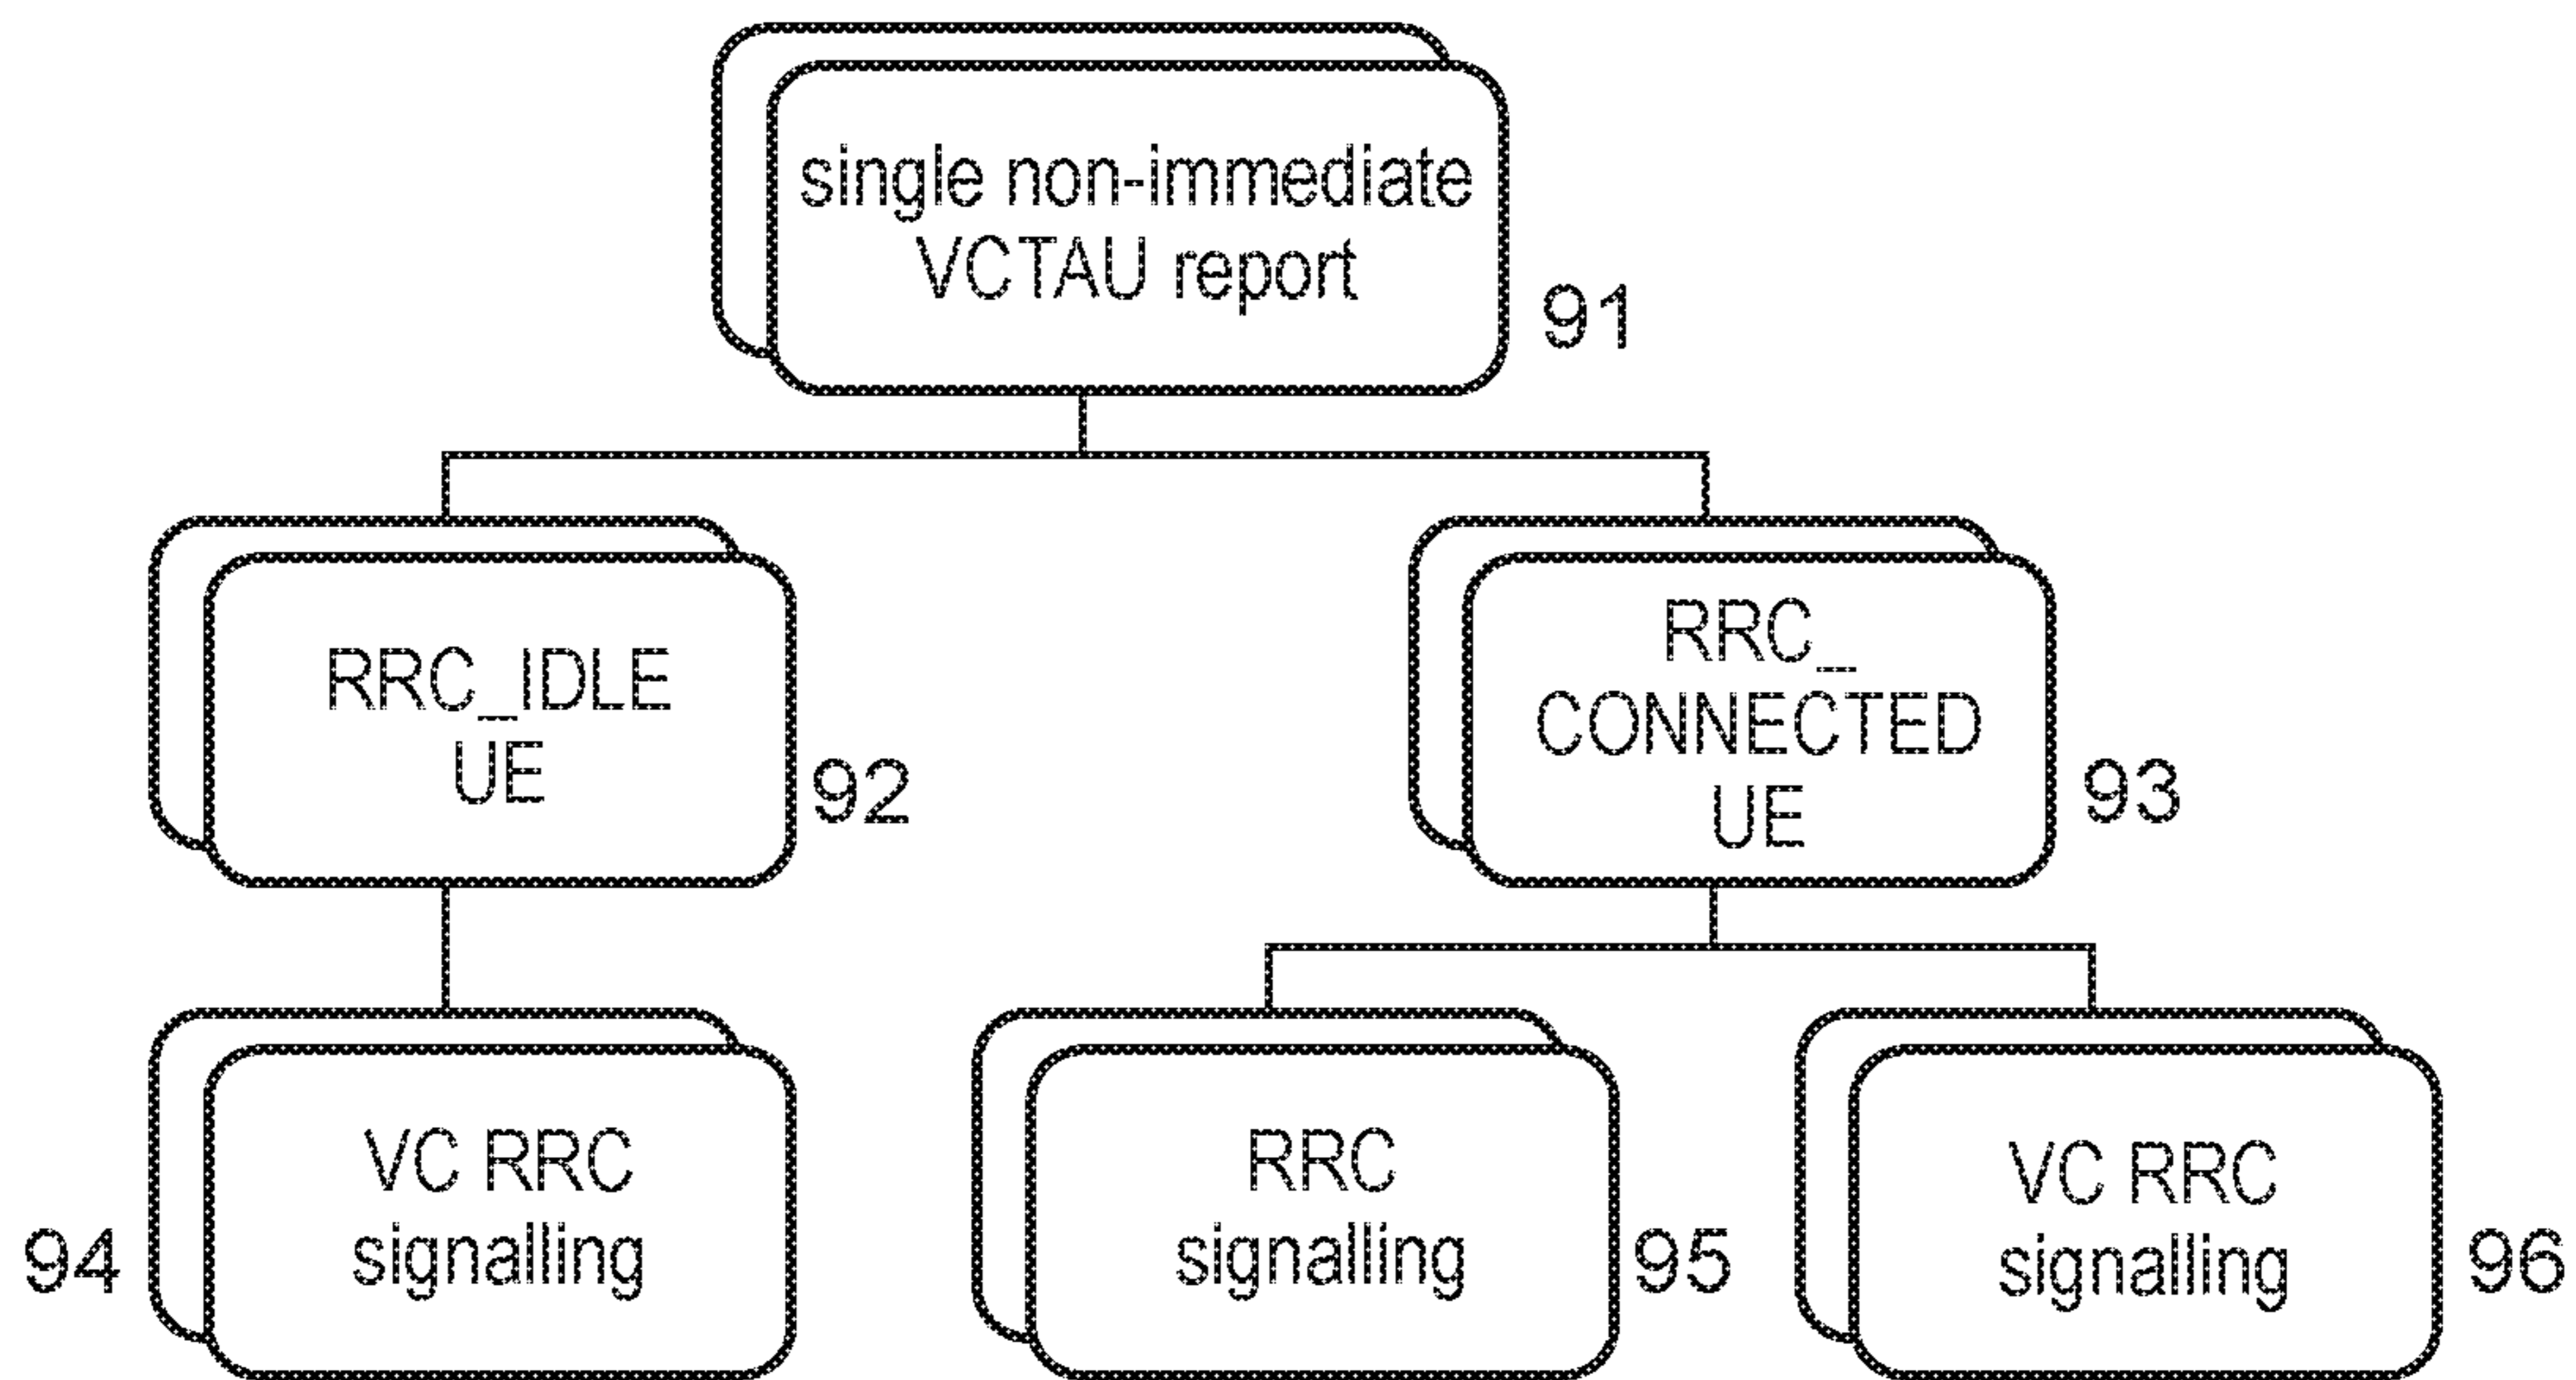 single non-immediate
VCTAU report
91
RRC_IDLE
UE
92
RRC_
CONNECTED
UE
93
VC RRC
signalling
94
RRC
signalling
95
VC RRC
signalling
96